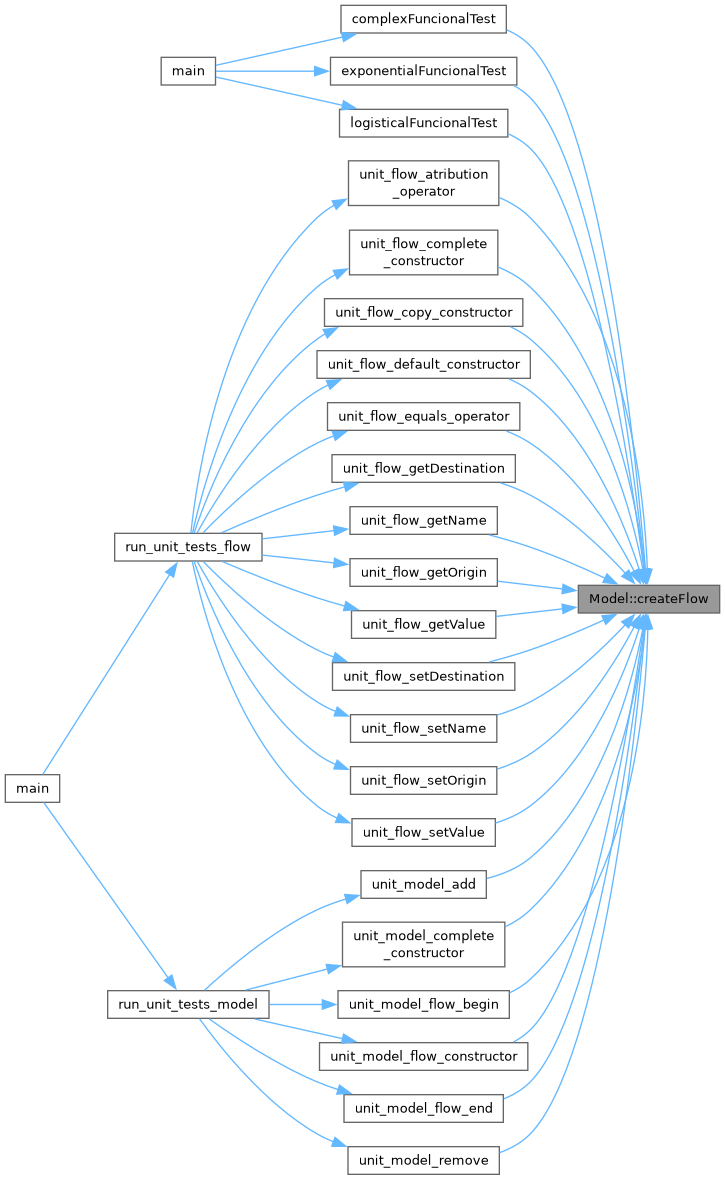 complexFuncionalTest
main
exponentialFuncionalTest
logisticalFuncionalTest
unit_flow_atribution
_operator
unit_flow_complete
_constructor
unit_flow_copy_constructor
unit_flow_default_constructor
unit_flow_equals_operator
unit_flow_getDestination
unit_flow_getName
run_unit_tests_flow
unit_flow_getOrigin
Model::createFlow
unit_flow_getValue
unit_flow_setDestination
unit_flow_setName
unit_flow_setOrigin
main
unit_flow_setValue
unit_model_add
unit_model_complete
_constructor
run_unit_tests_model
unit_model_flow_begin
unit_model_flow_constructor
unit_model_flow_end
unit_model_remove